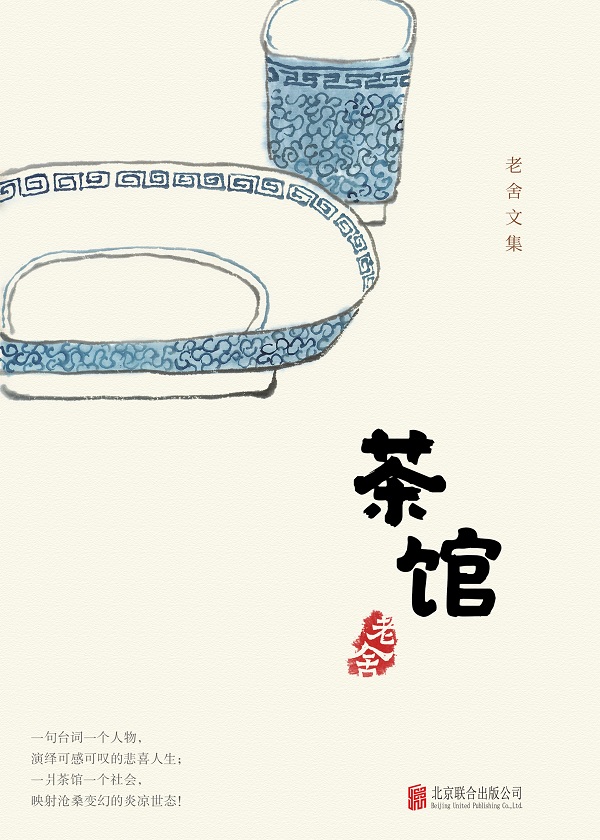 老舍文集
茶馆
老舍
一句台词一个人物,
演绎可感可叹的悲喜人生;
一爿茶馆一个社会,
映射沧桑变幻的炎凉世态!
北京联合出版公司
Beijing United Publishing Co.,Ltd.